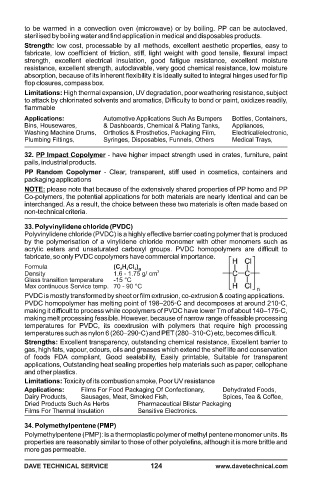 to be warmed in a convection oven (microwave) or by boiling. PP can be autoclaved,
sterilised by boiling water and find application in medical and disposables products.
Strength: low cost, processable by all methods, excellent aesthetic properties, easy to
fabricate, low coefficient of friction, stiff, light weight with good tensile, flexural impact
strength, excellent electrical insulation, good fatigue resistance, excellent moisture
resistance, excellent strength, autoclavable, very good chemical resistance, low moisture
absorption, because of its inherent flexibility it is ideally suited to integral hinges used for flip
flop closures, compass box.
Limitations: High thermal expansion, UV degradation, poor weathering resistance, subject
to attack by chlorinated solvents and aromatics, Difficulty to bond or paint, oxidizes readily,
flammable
Applications: Automotive Applications Such As Bumpers Bottles, Containers,
Bins, Housewares, & Dashboards, Chemical & Plating Tanks, Appliances,
Washing Machine Drums, Orthotics & Prosthetics, Packaging Film, Electrical/electronic,
Plumbing Fittings, Syringes, Disposables, Funnels, Others Medical Trays,
32. PP Impact Copolymer - have higher impact strength used in crates, furniture, paint
pails, industrial products.
PP Random Copolymer - Clear, transparent, stiff used in cosmetics, containers and
packaging applications
NOTE: please note that because of the extensively shared properties of PP homo and PP
Co-polymers, the potential applications for both materials are nearly identical and can be
interchanged. As a result, the choice between these two materials is often made based on
non-technical criteria.
33. Polyvinylidene chloride (PVDC)
Polyvinylidene chloride (PVDC) is a highly effective barrier coating polymer that is produced
by the polymerisation of a vinylidene chloride monomer with other monomers such as
acrylic esters and unsaturated carboxyl groups. PVDC homopolymers are difficult to
fabricate, so only PVDC copolymers have commercial importance.
H Cl
Formula (C2H2Cl2)n
Density 1.6 - 1.75 g/ cm3
C C
Glass transition temperature -15 °C
Max continuous Service temp. 70 - 90 °C
H Cl n
PVDC is mostly transformed by sheet or film extrusion, co-extrusion & coating applications.
PVDC homopolymer has melting point of 198–205·C and decomposes at around 210·C,
making it difficult to process while copolymers of PVDC have lower Tm of about 140–175·C,
making melt processing feasible. However, because of narrow range of feasible processing
temperatures for PVDC, its coextrusion with polymers that require high processing
temperatures such as nylon 6 (260–290·C) and PET (280–310·C) etc, becomes difficult.
Strengths: Excellent transparency, outstanding chemical resistance, Excellent barrier to
gas, high fats, vapour, odours, oils and greases which extend the shelf life and conservation
of foods FDA compliant, Good sealability, Easily printable, Suitable for transparent
applications, Outstanding heat sealing properties help materials such as paper, cellophane
and other plastics.
Limitations: Toxicity of its combustion smoke, Poor UV resistance
Applications: Films For Food Packaging Of Confectionary, Dehydrated Foods,
Dairy Products, Sausages, Meat, Smoked Fish, Spices, Tea & Coffee,
Dried Products Such As Herbs Pharmaceutical Blister Packaging
Films For Thermal Insulation Sensitive Electronics.
34. Polymethylpentene (PMP)
Polymethylpentene (PMP): is a thermoplastic polymer of methyl pentene monomer units. Its
properties are reasonably similar to those of other polyolefins, although it is more brittle and
more gas permeable.
DAVE TECHNICAL SERVICE 124 www.davetechnical.com